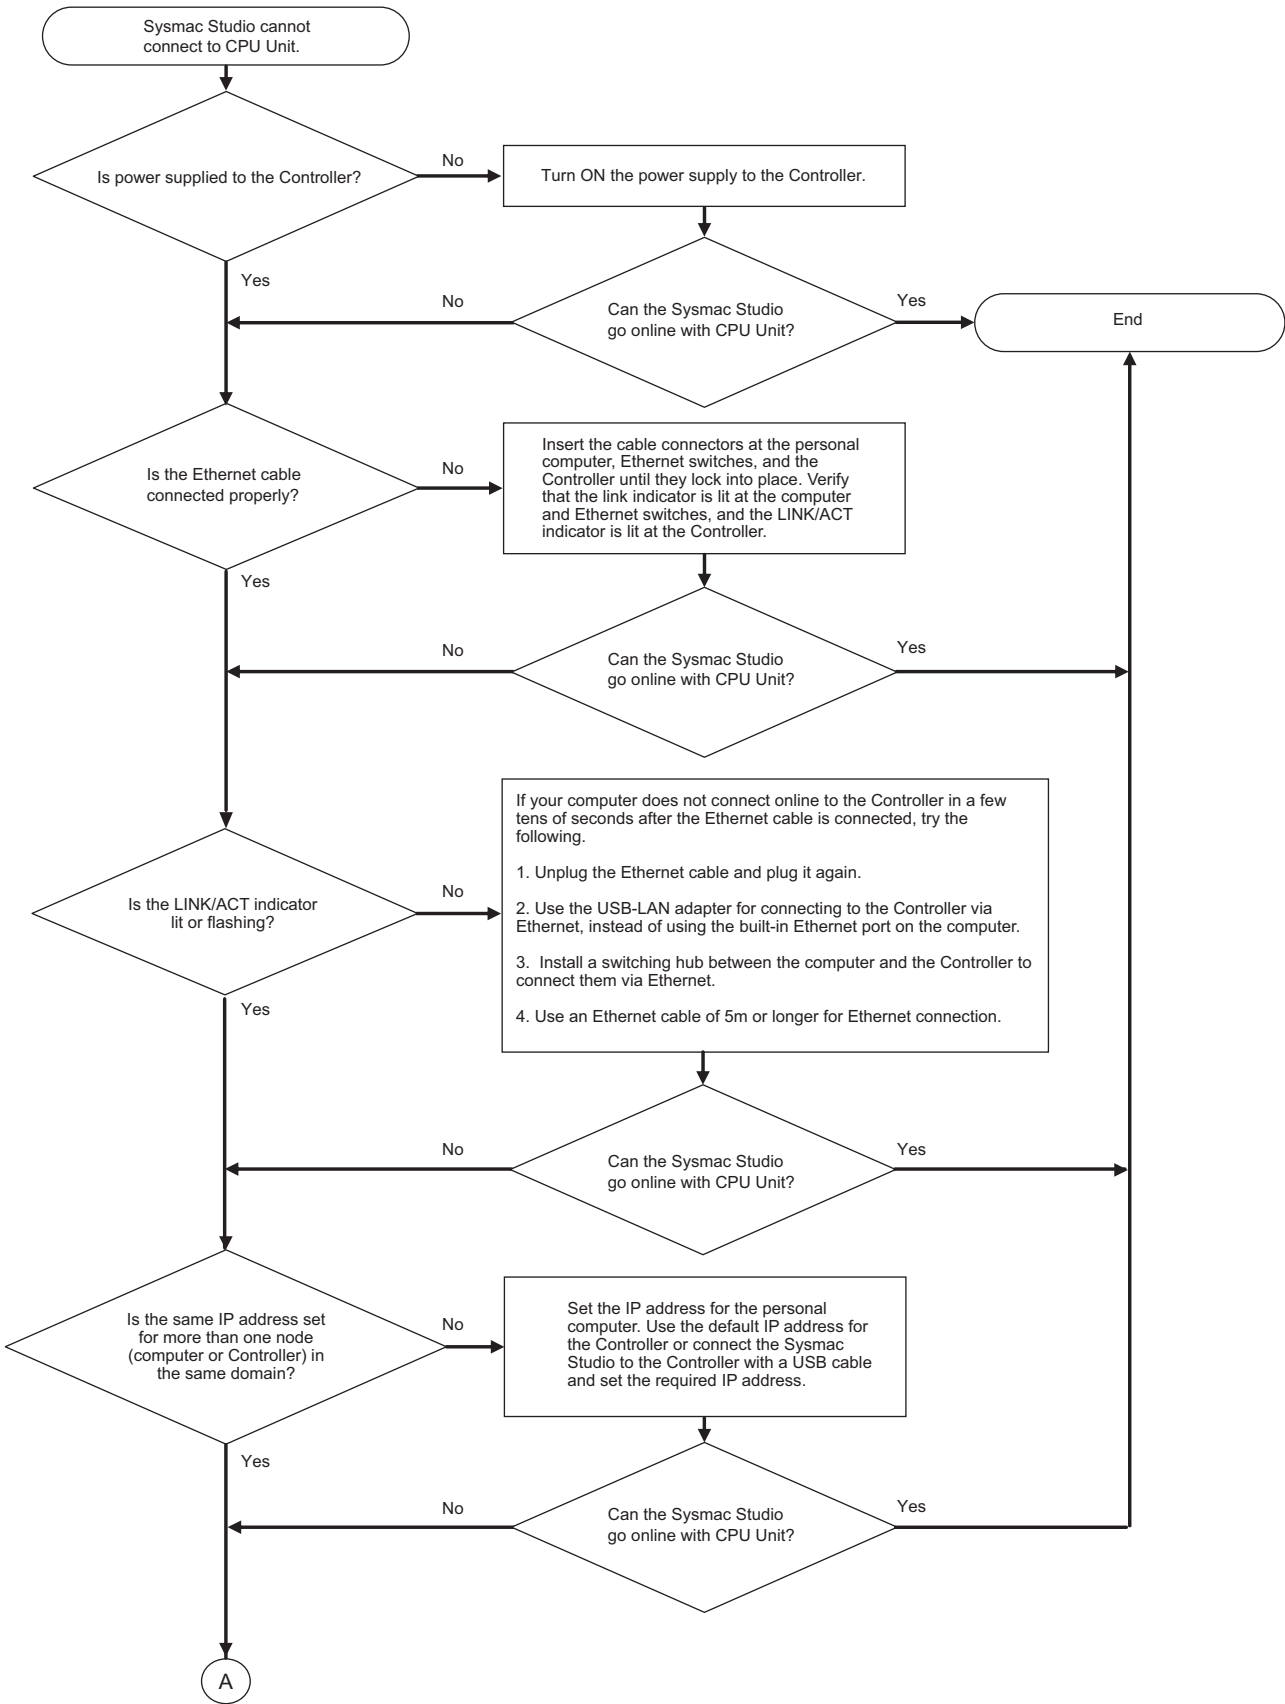 Sysmac Studio cannot
connect to CPU Unit.
Is power supplied to the Controller?
No
Turn ON the power supply to the Controller.
Yes
No
Can the Sysmac Studio
go online with CPU Unit?
Yes
End
Is the Ethernet cable
connected properly?
No
Insert the cable connectors at the personal
computer, Ethernet switches, and the
Controller until they lock into place. Verify
that the link indicator is lit at the computer
and Ethernet switches, and the LINK/ACT
indicator is lit at the Controller.
Yes
No
Can the Sysmac Studio
go online with CPU Unit?
Yes
Is the LINK/ACT indicator
lit or flashing?
No
If your computer does not connect online to the Controller in a few
tens of seconds after the Ethernet cable is connected, try the
following.
1. Unplug the Ethernet cable and plug it again.
2. Use the USB-LAN adapter for connecting to the Controller via
Ethernet, instead of using the built-in Ethernet port on the computer.
3. Install a switching hub between the computer and the Controller to
connect them via Ethernet.
4. Use an Ethernet cable of 5m or longer for Ethernet connection.
Yes
No
Can the Sysmac Studio
go online with CPU Unit?
Yes
Is the same IP address set
for more than one node
(computer or Controller) in
the same domain?
No
Set the IP address for the personal
computer. Use the default IP address for
the Controller or connect the Sysmac
Studio to the Controller with a USB cable
and set the required IP address.
Yes
No
Can the Sysmac Studio
go online with CPU Unit?
Yes
A